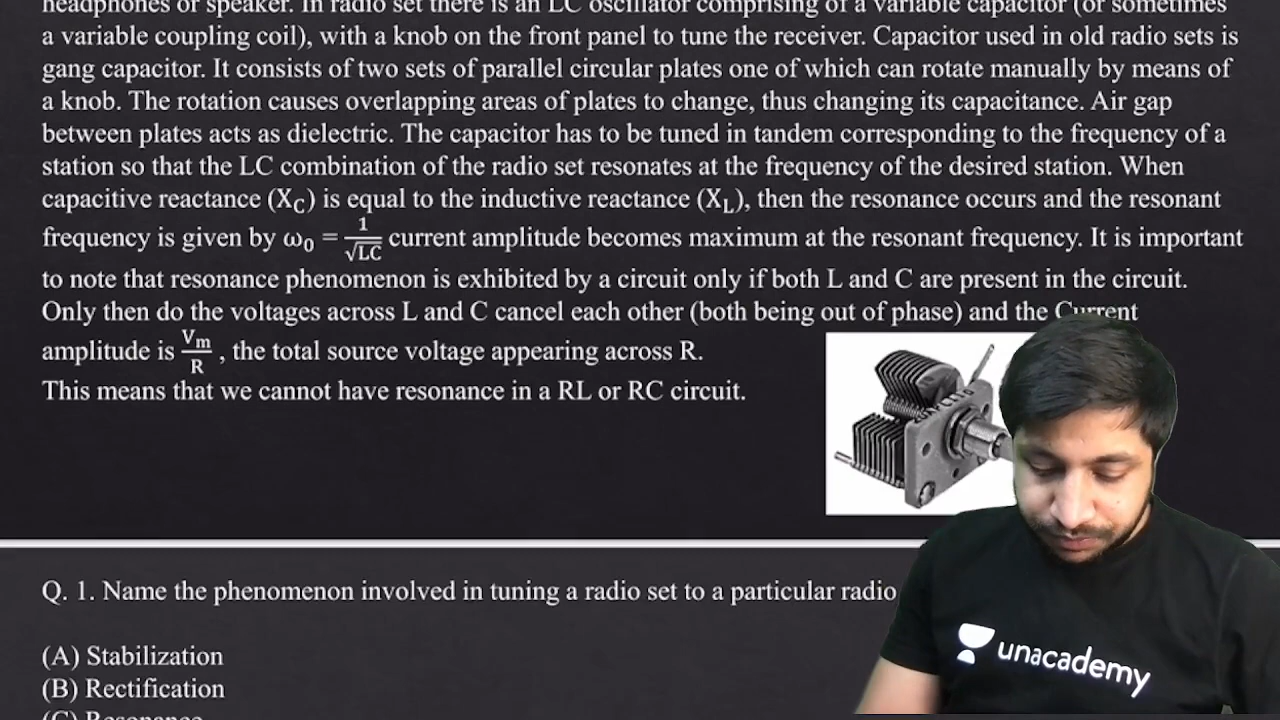 headphones or speaker. In radio set there is an LC oscillator comprising of a variable capacitor (or sometimes
a variable coupling coil), with a knob on the front panel to tune the receiver. Capacitor used in old radio sets is
gang capacitor. It consists of two sets of parallel circular plates one of which can rotate manually by means of
a knob. The rotation causes overlapping areas of plates to change, thus changing its capacitance. Air gap
between plates acts as dielectric. The capacitor has to be tuned in tandem corresponding to the frequency of a
station so that the LC combination of the radio set resonates at the frequency of the desired station. When
capacitive reactance (X_C) is equal to the inductive reactance (X_L), then the resonance occurs and the resonant
frequency is given by ω₀ = 1/√LC current amplitude becomes maximum at the resonant frequency. It is important
to note that resonance phenomenon is exhibited by a circuit only if both L and C are present in the circuit.
Only then do the voltages across L and C cancel each other (both being out of phase) and the Current
amplitude is V_m/R , the total source voltage appearing across R.
This means that we cannot have resonance in a RL or RC circuit.
Q. 1. Name the phenomenon involved in tuning a radio set to a particular radio
(A) Stabilization
(B) Rectification
(C) Resonance
unacademy